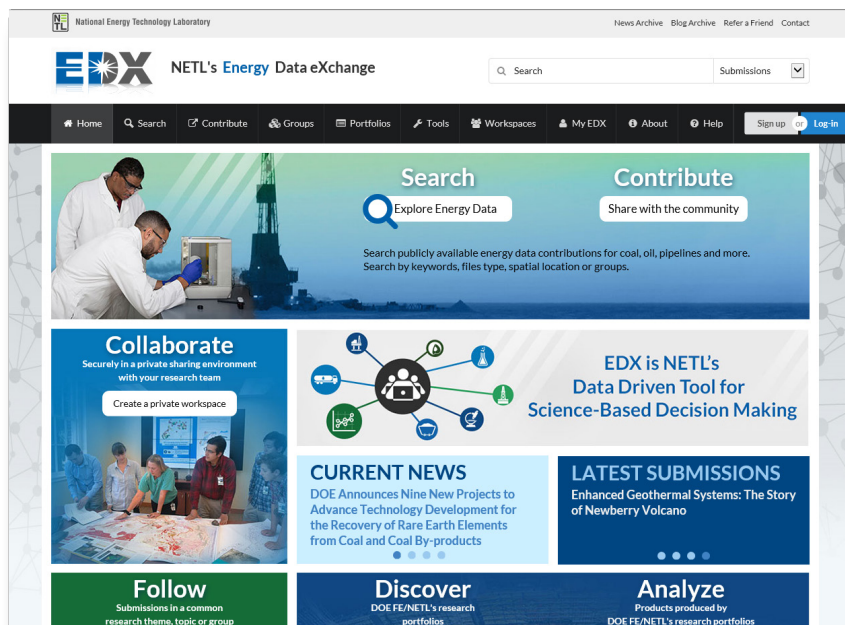 NETL
National Energy Technology Laboratory
News Archive Blog Archive Refer a Friend Contact
EDX
NETL's Energy Data eXchange
Search
Submissions
Home Search Contribute Groups Portfolios Tools Workspaces My EDX About Help Sign up or Log-in
Search
Explore Energy Data
Contribute
Share with the community
Search publicly available energy data contributions for coal, oil, pipelines and more.
Search by keywords, files type, spatial location or groups.
Collaborate
Securely in a private sharing environment
with your research team
Create a private workspace
EDX is NETL's
Data Driven Tool for
Science-Based Decision Making
CURRENT NEWS
DOE Announces Nine New Projects to
Advance Technology Development for
the Recovery of Rare Earth Elements
from Coal and Coal By-products
LATEST SUBMISSIONS
Enhanced Geothermal Systems: The Story
of Newberry Volcano
Follow
Submissions in a common
research theme, topic or group
Discover
DOE FE/NETL's research
portfolios
Analyze
Products produced by
DOE FE/NETL's research portfolios